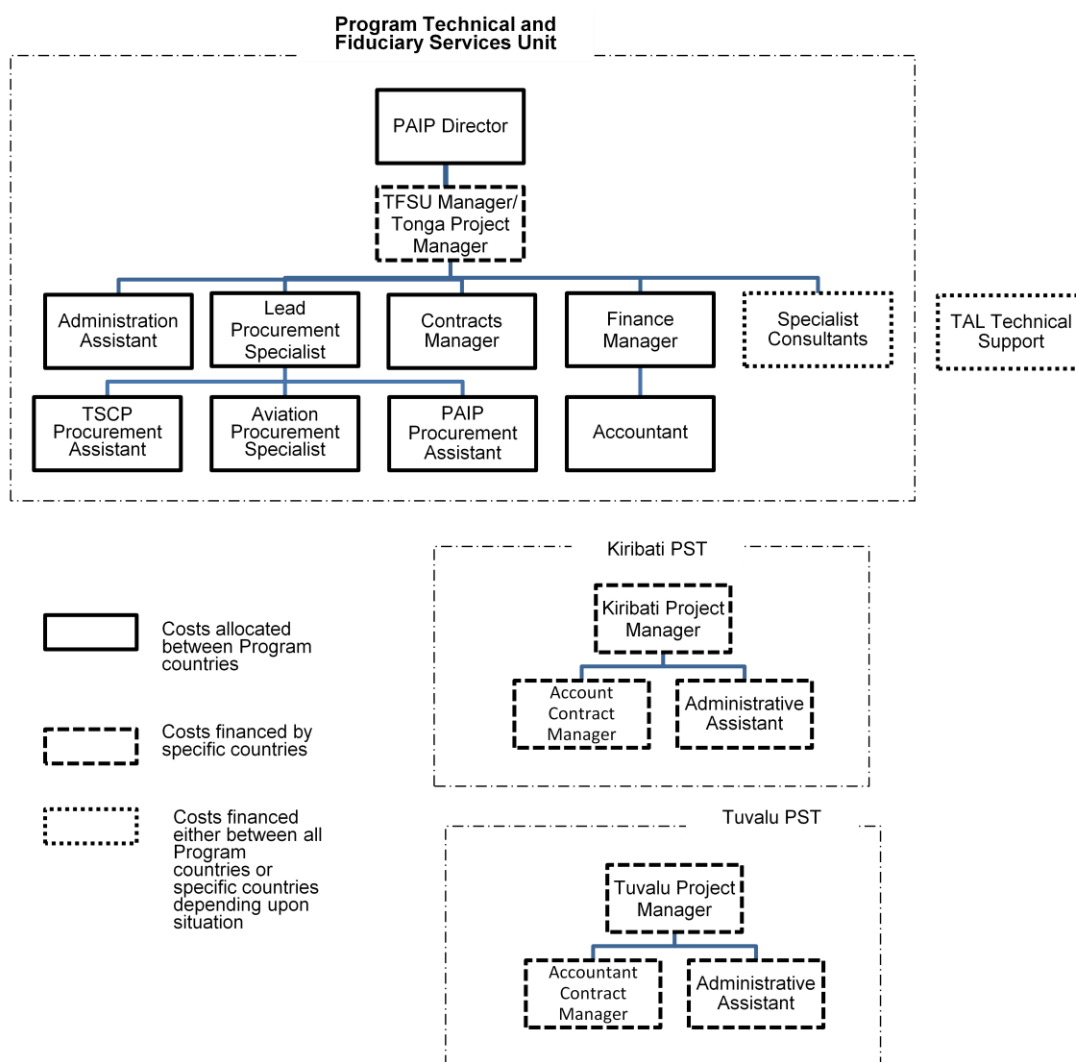 Program Technical and
Fiduciary Services Unit
PAIP Director
TFSU Manager/
Tonga Project
Manager
Administration
Assistant
Lead
Procurement
Specialist
Contracts
Manager
Finance
Manager
Specialist
Consultants
TAL Technical
Support
TSCP
Procurement
Assistant
Aviation
Procurement
Specialist
PAIP
Procurement
Assistant
Accountant
Kiribati PST
Kiribati Project
Manager
Account
Contract
Manager
Administrative
Assistant
Costs allocated
between Program
countries
Costs financed by
specific countries
Costs financed
either between all
Program
countries or
specific countries
depending upon
situation
Tuvalu PST
Tuvalu Project
Manager
Accountant
Contract
Manager
Administrative
Assistant